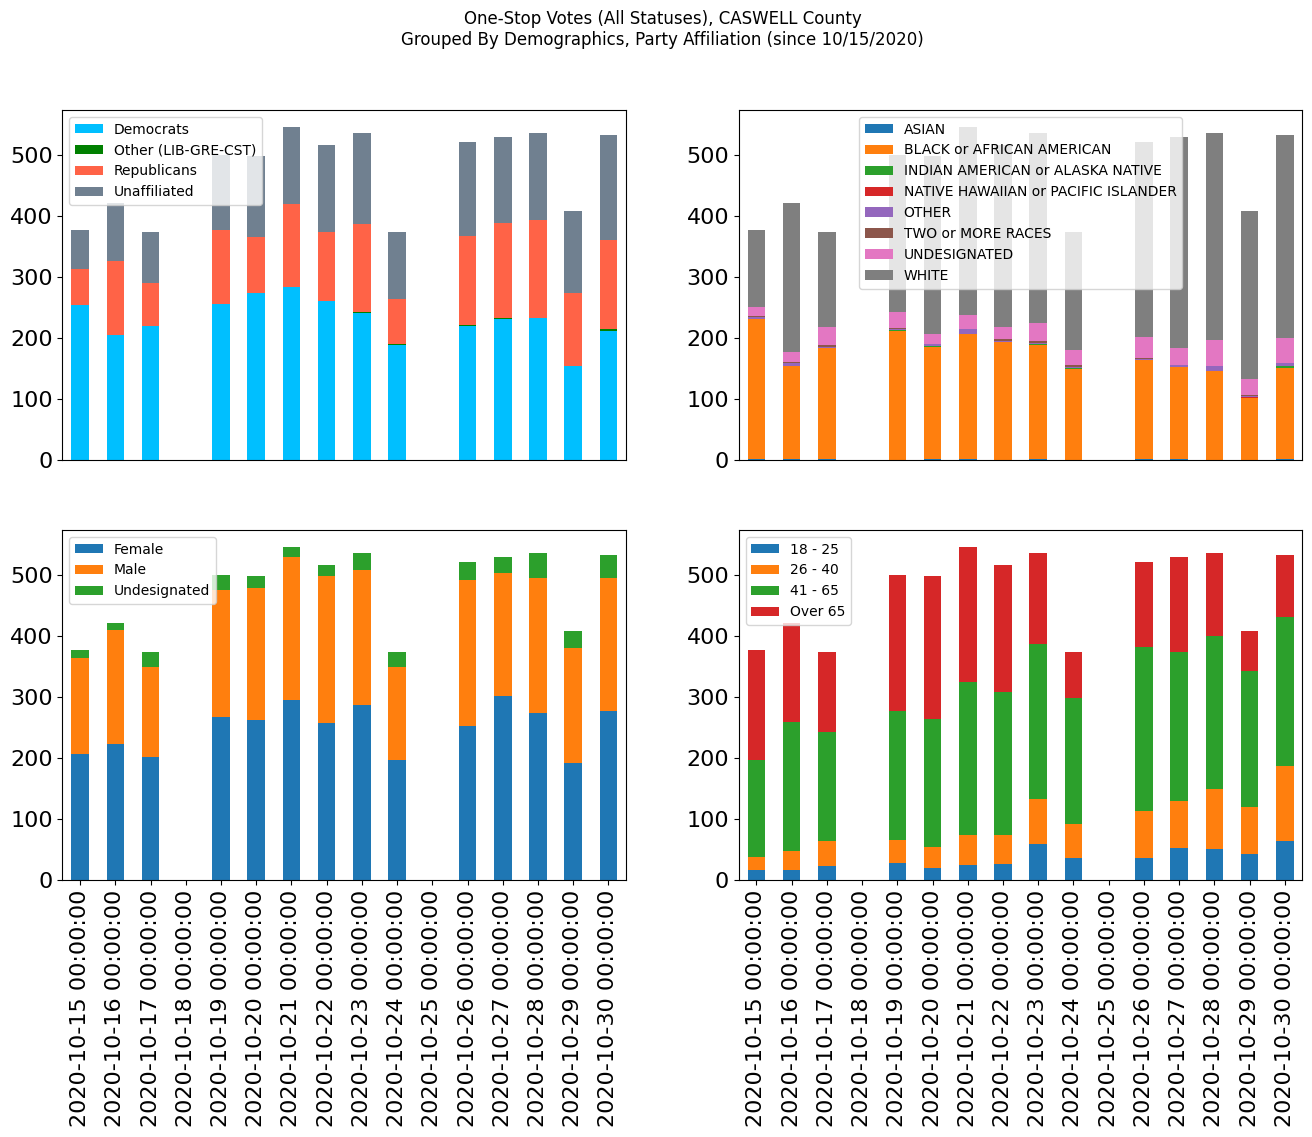 One-Stop Votes (All Statuses), CASWELL County
Grouped By Demographics, Party Affiliation (since 10/15/2020)
500
400
300
200
100
0
Democrats
Other (LIB-GRE-CST)
Republicans
Unaffiliated
500
400
300
200
100
0
ASIAN
BLACK or AFRICAN AMERICAN
INDIAN AMERICAN or ALASKA NATIVE
NATIVE HAWAIIAN or PACIFIC ISLANDER
OTHER
TWO or MORE RACES
UNDESIGNATED
WHITE
500
400
300
200
100
0
Female
Male
Undesignated
2020-10-15 00:00:00
2020-10-16 00:00:00
2020-10-17 00:00:00
2020-10-18 00:00:00
2020-10-19 00:00:00
2020-10-20 00:00:00
2020-10-21 00:00:00
2020-10-22 00:00:00
2020-10-23 00:00:00
2020-10-24 00:00:00
2020-10-25 00:00:00
2020-10-26 00:00:00
2020-10-27 00:00:00
2020-10-28 00:00:00
2020-10-29 00:00:00
2020-10-30 00:00:00
500
400
300
200
100
0
18 - 25
26 - 40
41 - 65
Over 65
2020-10-15 00:00:00
2020-10-16 00:00:00
2020-10-17 00:00:00
2020-10-18 00:00:00
2020-10-19 00:00:00
2020-10-20 00:00:00
2020-10-21 00:00:00
2020-10-22 00:00:00
2020-10-23 00:00:00
2020-10-24 00:00:00
2020-10-25 00:00:00
2020-10-26 00:00:00
2020-10-27 00:00:00
2020-10-28 00:00:00
2020-10-29 00:00:00
2020-10-30 00:00:00